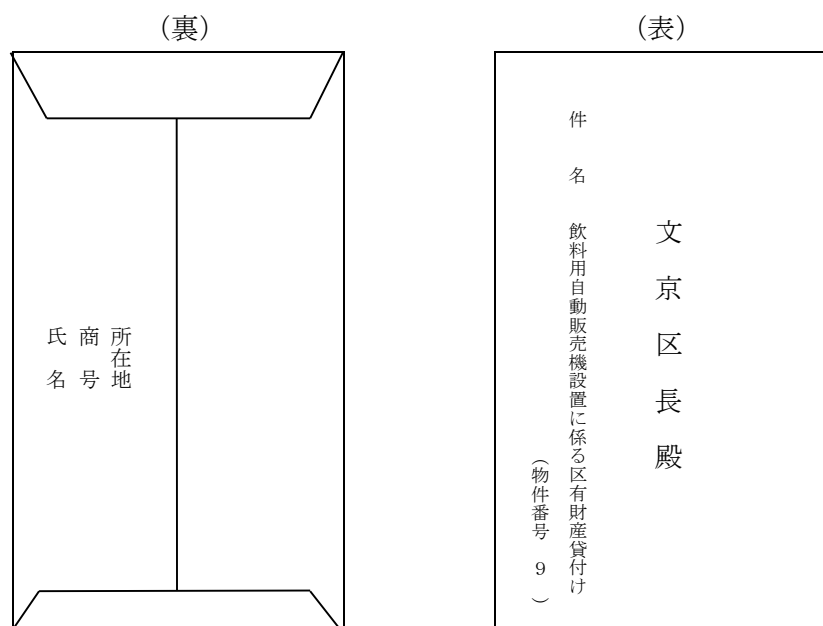 （裏）
所在地
商　号
氏　名
（表）
文京区長殿
件　名　飲料用自動販売機設置に係る区有財産貸付け
（物件番号　9　）